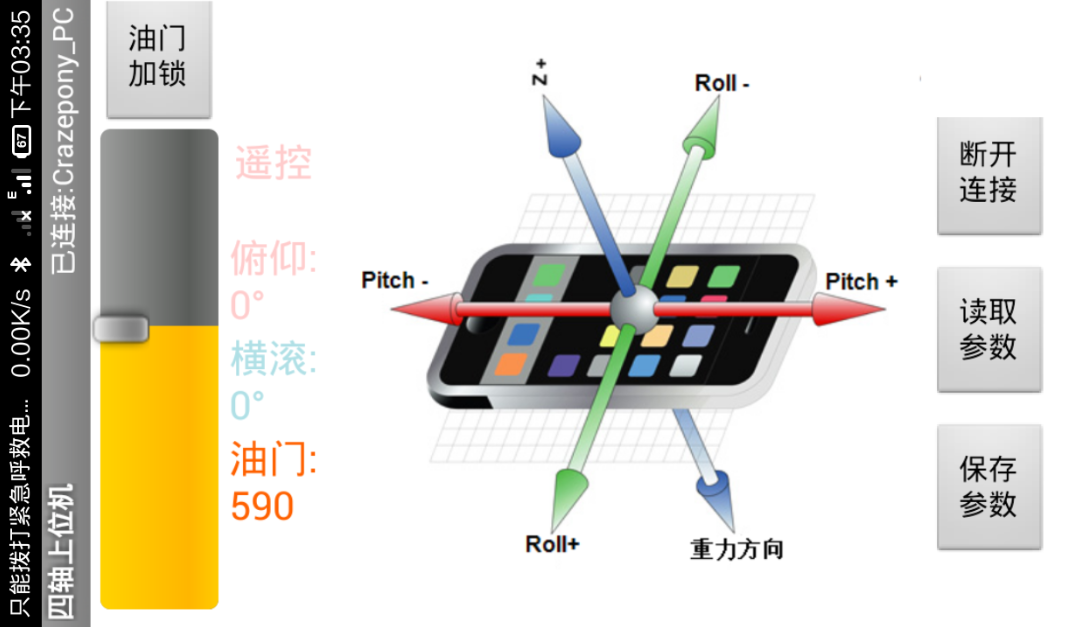 只能拨打紧急呼救电... 0.00K/s E 67 下午03:35
四轴上位机 已连接:Crazepony_PC
油门
加锁
遥控
俯仰:
0°
横滚:
0°
油门:
590
Z +
Roll -
Pitch -
Pitch +
Roll+
重力方向
断开
连接
读取
参数
保存
参数